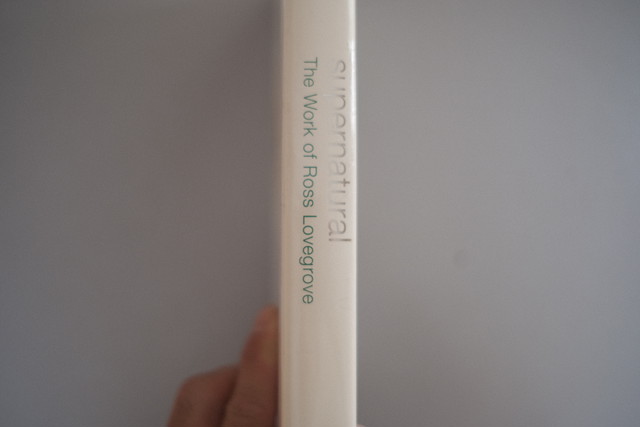 supernatural
The Work of Ross Lovegrove